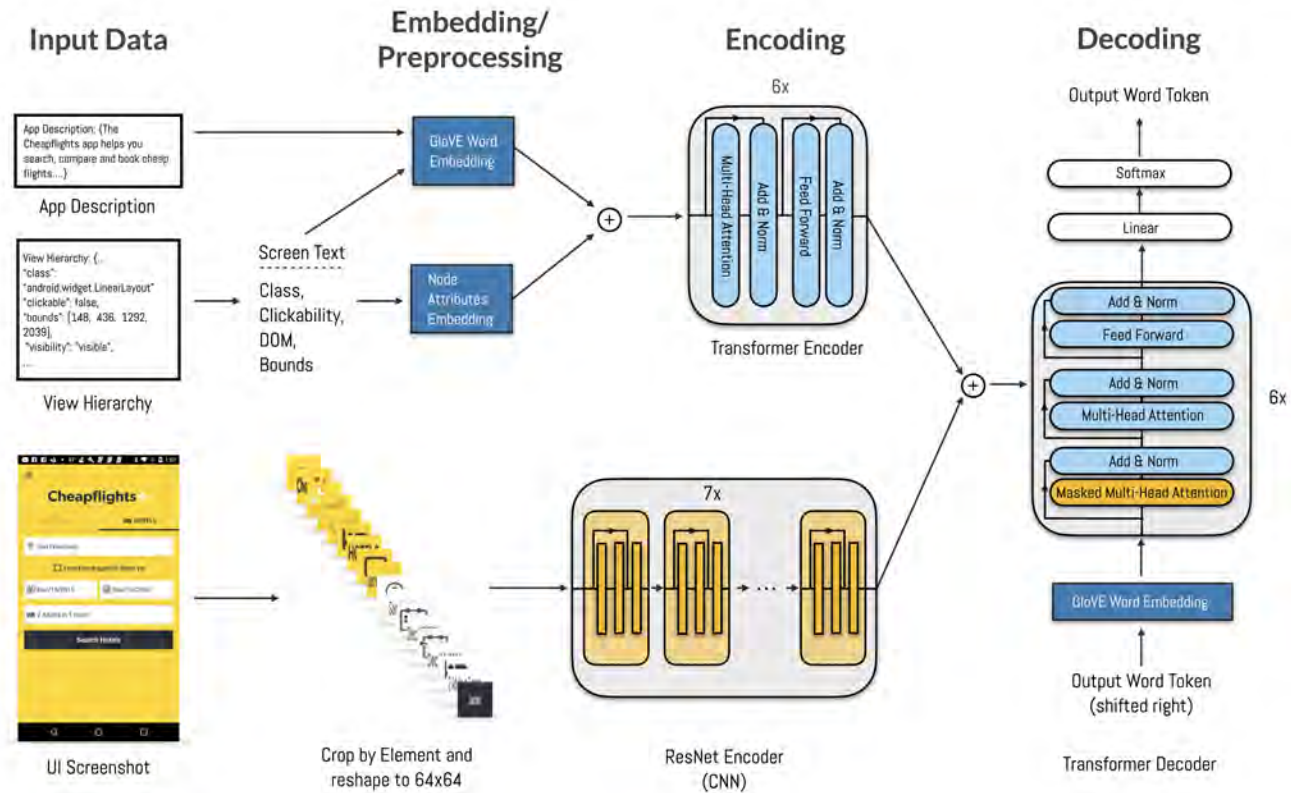 Input Data
Embedding/
Preprocessing
Encoding
Decoding
App Description: {The
Cheapflights app helps you
search, compare and book cheap
flights....}
App Description
View Hierarchy: {..
"class":
"android.widget.LinearLayout"
"clickable": false,
"bounds": [148, 436, 1292,
2039],
"visibility": "visible",
....
View Hierarchy
Cheapflights
HOTELS
Search Hotels
UI Screenshot
Screen Text
Class,
Clickability,
DOM,
Bounds
GloVE Word
Embedding
Node
Attributes
Embedding
+
Crop by Element and
reshape to 64x64
6x
Multi-Head Attention
Add & Norm
Feed Forward
Add & Norm
Transformer Encoder
7x
...
ResNet Encoder
(CNN)
+
Output Word Token
Softmax
Linear
Add & Norm
Feed Forward
Add & Norm
Multi-Head Attention
Add & Norm
Masked Multi-Head Attention
6x
GloVE Word Embedding
Output Word Token
(shifted right)
Transformer Decoder